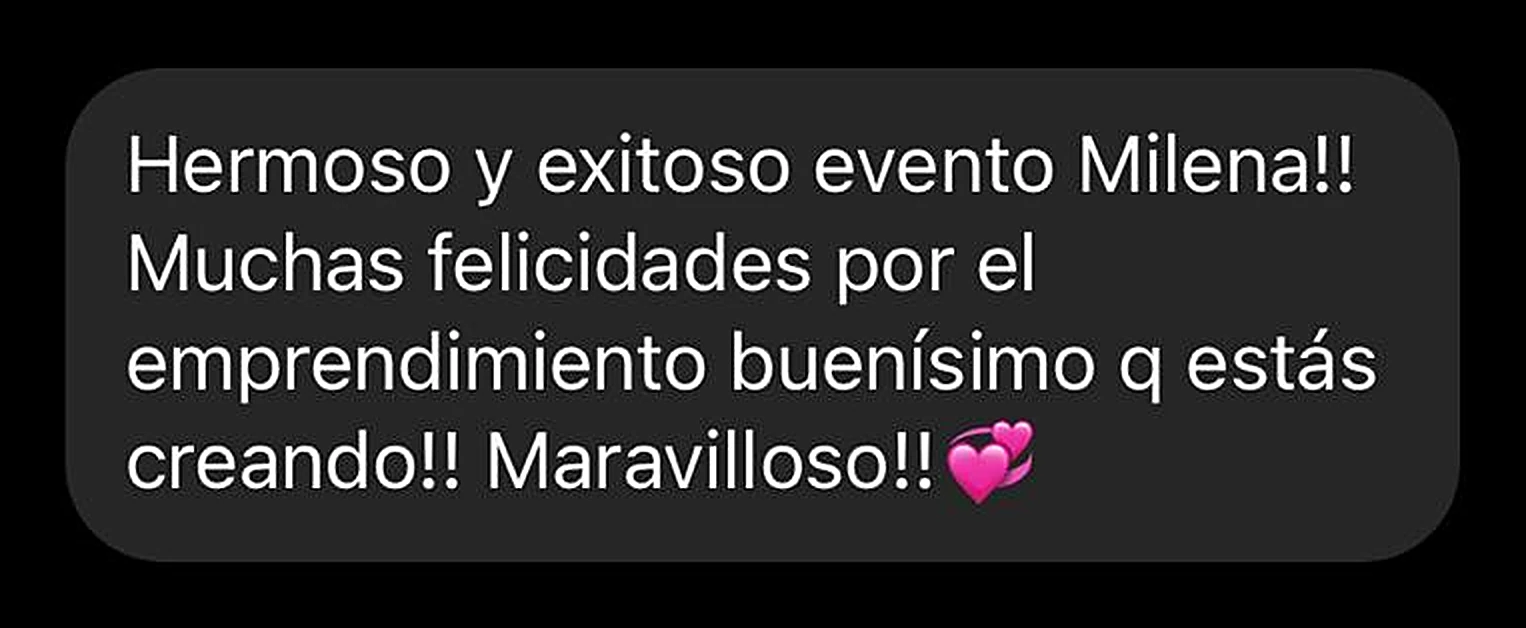 Hermoso y exitoso evento Milena!!
Muchas felicidades por el
emprendimiento buenísimo q estás
creando!! Maravilloso!!💞